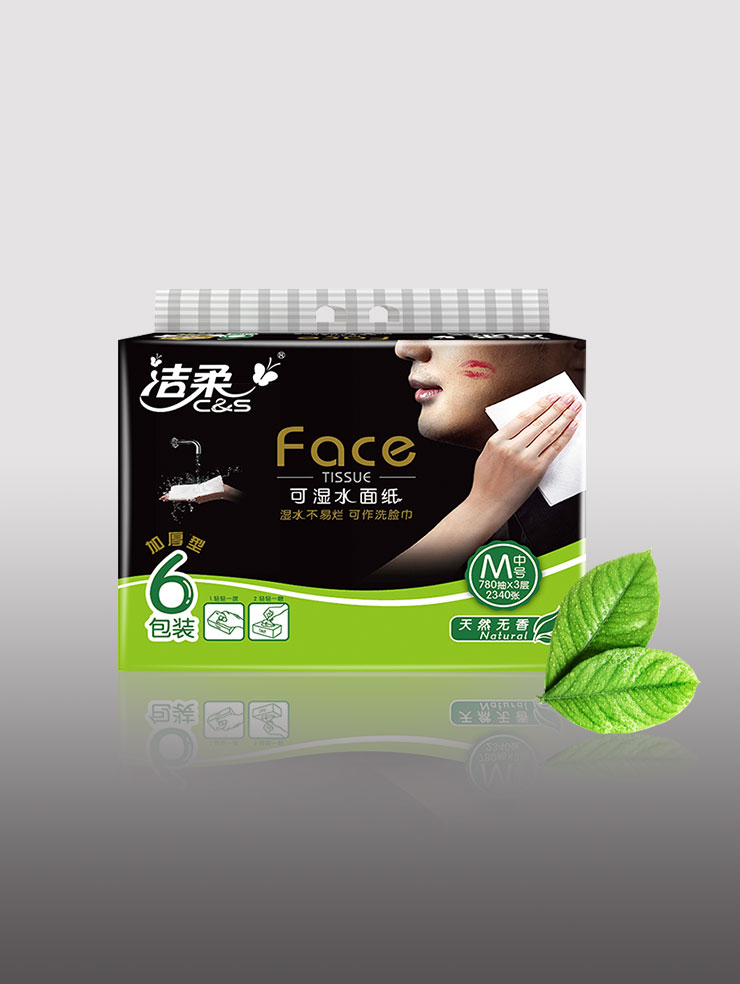 洁柔®
C&S
Face
TISSUE
可湿水面纸
湿水不易烂 可作洗脸巾
加厚型
6
包装
M中号
780抽x3层
2340张
天然无香
Natural